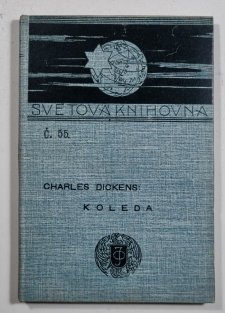 SVĚTOVÁ KNIHOVNA
Č. 55.
CHARLES DICKENS:
KOLEDA